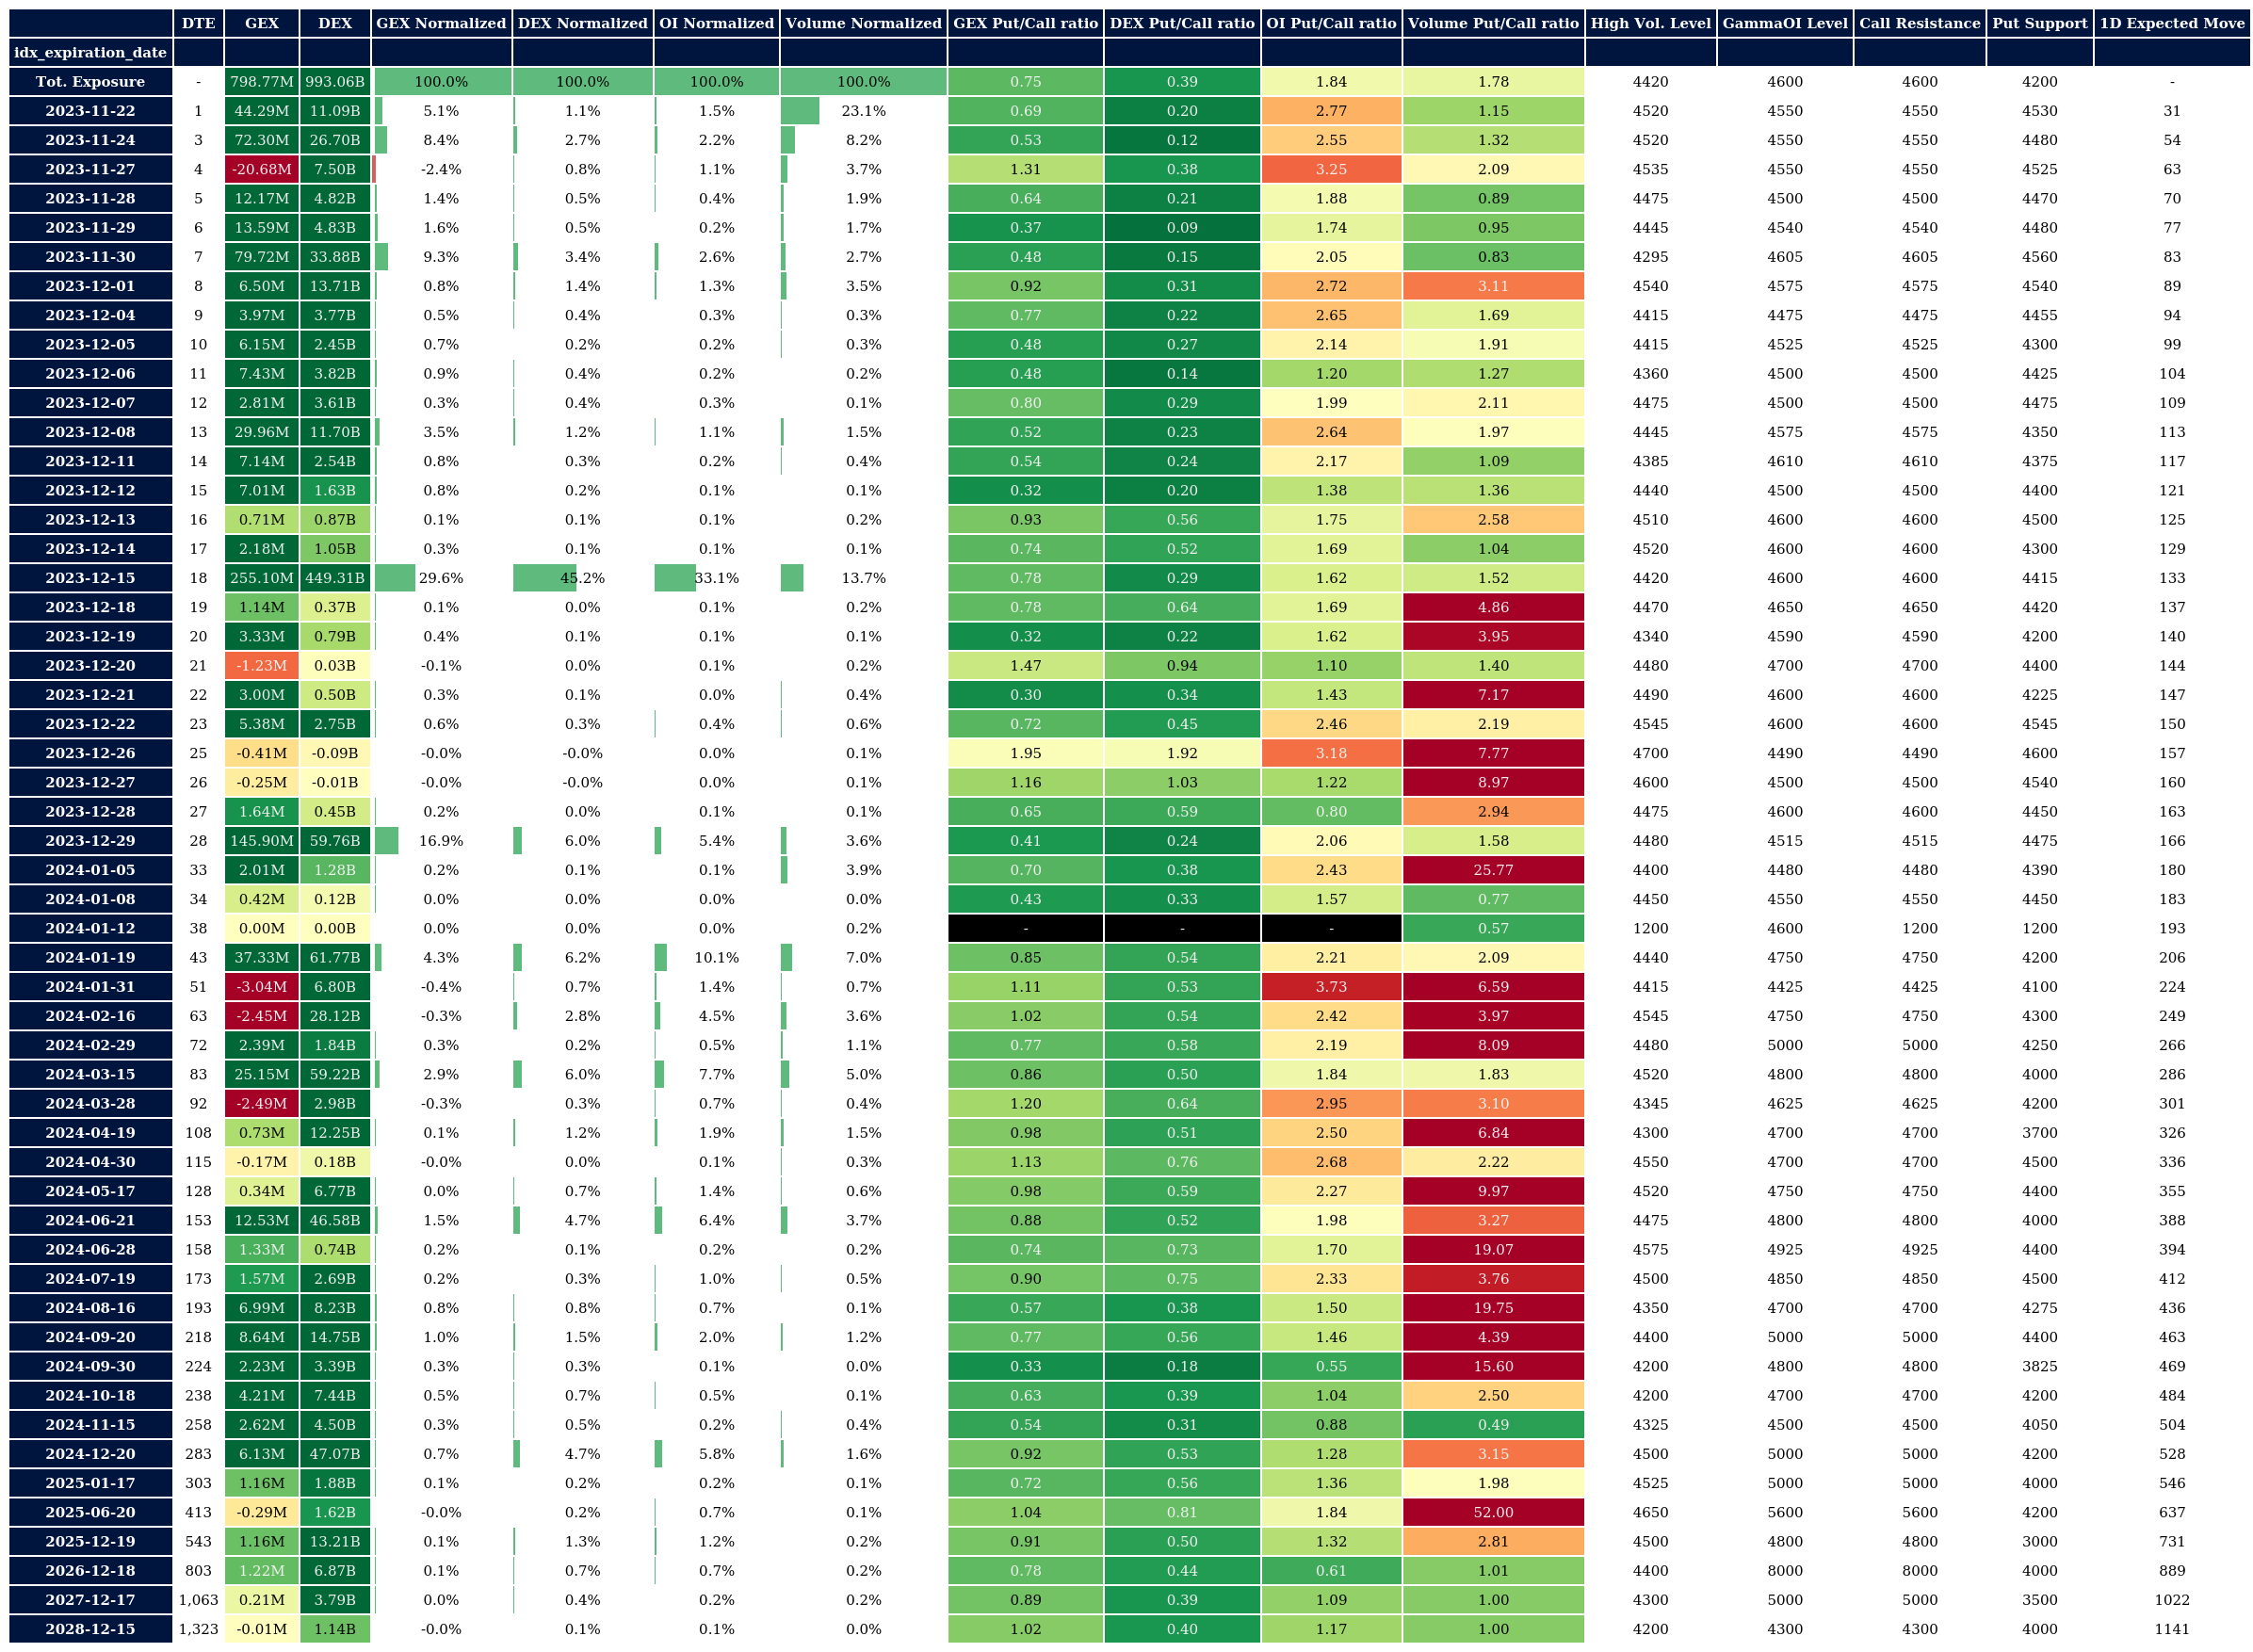 DTE GEX DEX GEX Normalized DEX Normalized OI Normalized Volume Normalized GEX Put/Call ratio DEX Put/Call ratio OI Put/Call ratio Volume Put/Call ratio High Vol. Level GammaOI Level Call Resistance Put Support 1D Expected Move
idx_expiration_date
Tot. Exposure - 798.77M 993.06B 100.0% 100.0% 100.0% 100.0% 0.75 0.39 1.84 1.78 4420 4600 4600 4200 -
2023-11-22 1 44.29M 11.09B 5.1% 1.1% 1.5% 23.1% 0.69 0.20 2.77 1.15 4520 4550 4550 4530 31
2023-11-24 3 72.30M 26.70B 8.4% 2.7% 2.2% 8.2% 0.53 0.12 2.55 1.32 4520 4550 4550 4480 54
2023-11-27 4 -20.68M 7.50B -2.4% 0.8% 1.1% 3.7% 1.31 0.38 3.25 2.09 4535 4550 4550 4525 63
2023-11-28 5 12.17M 4.82B 1.4% 0.5% 0.4% 1.9% 0.64 0.21 1.88 0.89 4475 4500 4500 4470 70
2023-11-29 6 13.59M 4.83B 1.6% 0.5% 0.2% 1.7% 0.37 0.09 1.74 0.95 4445 4540 4540 4480 77
2023-11-30 7 79.72M 33.88B 9.3% 3.4% 2.6% 2.7% 0.48 0.15 2.05 0.83 4295 4605 4605 4560 83
2023-12-01 8 6.50M 13.71B 0.8% 1.4% 1.3% 3.5% 0.92 0.31 2.72 3.11 4540 4575 4575 4540 89
2023-12-04 9 3.97M 3.77B 0.5% 0.4% 0.3% 0.3% 0.77 0.22 2.65 1.69 4415 4475 4475 4455 94
2023-12-05 10 6.15M 2.45B 0.7% 0.2% 0.2% 0.3% 0.48 0.27 2.14 1.91 4415 4525 4525 4300 99
2023-12-06 11 7.43M 3.82B 0.9% 0.4% 0.2% 0.2% 0.48 0.14 1.20 1.27 4360 4500 4500 4425 104
2023-12-07 12 2.81M 3.61B 0.3% 0.4% 0.3% 0.1% 0.80 0.29 1.99 2.11 4475 4500 4500 4475 109
2023-12-08 13 29.96M 11.70B 3.5% 1.2% 1.1% 1.5% 0.52 0.23 2.64 1.97 4445 4575 4575 4350 113
2023-12-11 14 7.14M 2.54B 0.8% 0.3% 0.2% 0.4% 0.54 0.24 2.17 1.09 4385 4610 4610 4375 117
2023-12-12 15 7.01M 1.63B 0.8% 0.2% 0.1% 0.1% 0.32 0.20 1.38 1.36 4440 4500 4500 4400 121
2023-12-13 16 0.71M 0.87B 0.1% 0.1% 0.1% 0.2% 0.93 0.56 1.75 2.58 4510 4600 4600 4500 125
2023-12-14 17 2.18M 1.05B 0.3% 0.1% 0.1% 0.1% 0.74 0.52 1.69 1.04 4520 4600 4600 4300 129
2023-12-15 18 255.10M 449.31B 29.6% 45.2% 33.1% 13.7% 0.78 0.29 1.62 1.52 4420 4600 4600 4415 133
2023-12-18 19 1.14M 0.37B 0.1% 0.0% 0.1% 0.2% 0.78 0.64 1.69 4.86 4470 4650 4650 4420 137
2023-12-19 20 3.33M 0.79B 0.4% 0.1% 0.1% 0.1% 0.32 0.22 1.62 3.95 4340 4590 4590 4200 140
2023-12-20 21 -1.23M 0.03B -0.1% 0.0% 0.1% 0.2% 1.47 0.94 1.10 1.40 4480 4700 4700 4400 144
2023-12-21 22 3.00M 0.50B 0.3% 0.1% 0.0% 0.4% 0.30 0.34 1.43 7.17 4490 4600 4600 4225 147
2023-12-22 23 5.38M 2.75B 0.6% 0.3% 0.4% 0.6% 0.72 0.45 2.46 2.19 4545 4600 4600 4545 150
2023-12-26 25 -0.41M -0.09B -0.0% -0.0% 0.0% 0.1% 1.95 1.92 3.18 7.77 4700 4490 4490 4600 157
2023-12-27 26 -0.25M -0.01B -0.0% -0.0% 0.0% 0.1% 1.16 1.03 1.22 8.97 4600 4500 4500 4540 160
2023-12-28 27 1.64M 0.45B 0.2% 0.0% 0.1% 0.1% 0.65 0.59 0.80 2.94 4475 4600 4600 4450 163
2023-12-29 28 145.90M 59.76B 16.9% 6.0% 5.4% 3.6% 0.41 0.24 2.06 1.58 4480 4515 4515 4475 166
2024-01-05 33 2.01M 1.28B 0.2% 0.1% 0.1% 3.9% 0.70 0.38 2.43 25.77 4400 4480 4480 4390 180
2024-01-08 34 0.42M 0.12B 0.0% 0.0% 0.0% 0.0% 0.43 0.33 1.57 0.77 4450 4550 4550 4450 183
2024-01-12 38 0.00M 0.00B 0.0% 0.0% 0.0% 0.2% - - - 0.57 1200 4600 1200 1200 193
2024-01-19 43 37.33M 61.77B 4.3% 6.2% 10.1% 7.0% 0.85 0.54 2.21 2.09 4440 4750 4750 4200 206
2024-01-31 51 -3.04M 6.80B -0.4% 0.7% 1.4% 0.7% 1.11 0.53 3.73 6.59 4415 4425 4425 4100 224
2024-02-16 63 -2.45M 28.12B -0.3% 2.8% 4.5% 3.6% 1.02 0.54 2.42 3.97 4545 4750 4750 4300 249
2024-02-29 72 2.39M 1.84B 0.3% 0.2% 0.5% 1.1% 0.77 0.58 2.19 8.09 4480 5000 5000 4250 266
2024-03-15 83 25.15M 59.22B 2.9% 6.0% 7.7% 5.0% 0.86 0.50 1.84 1.83 4520 4800 4800 4000 286
2024-03-28 92 -2.49M 2.98B -0.3% 0.3% 0.7% 0.4% 1.20 0.64 2.95 3.10 4345 4625 4625 4200 301
2024-04-19 108 0.73M 12.25B 0.1% 1.2% 1.9% 1.5% 0.98 0.51 2.50 6.84 4300 4700 4700 3700 326
2024-04-30 115 -0.17M 0.18B -0.0% 0.0% 0.1% 0.3% 1.13 0.76 2.68 2.22 4550 4700 4700 4500 336
2024-05-17 128 0.34M 6.77B 0.0% 0.7% 1.4% 0.6% 0.98 0.59 2.27 9.97 4520 4750 4750 4400 355
2024-06-21 153 12.53M 46.58B 1.5% 4.7% 6.4% 3.7% 0.88 0.52 1.98 3.27 4475 4800 4800 4000 388
2024-06-28 158 1.33M 0.74B 0.2% 0.1% 0.2% 0.2% 0.74 0.73 1.70 19.07 4575 4925 4925 4400 394
2024-07-19 173 1.57M 2.69B 0.2% 0.3% 1.0% 0.5% 0.90 0.75 2.33 3.76 4500 4850 4850 4500 412
2024-08-16 193 6.99M 8.23B 0.8% 0.8% 0.7% 0.1% 0.57 0.38 1.50 19.75 4350 4700 4700 4275 436
2024-09-20 218 8.64M 14.75B 1.0% 1.5% 2.0% 1.2% 0.77 0.56 1.46 4.39 4400 5000 5000 4400 463
2024-09-30 224 2.23M 3.39B 0.3% 0.3% 0.1% 0.0% 0.33 0.18 0.55 15.60 4200 4800 4800 3825 469
2024-10-18 238 4.21M 7.44B 0.5% 0.7% 0.5% 0.1% 0.63 0.39 1.04 2.50 4200 4700 4700 4200 484
2024-11-15 258 2.62M 4.50B 0.3% 0.5% 0.2% 0.4% 0.54 0.31 0.88 0.49 4325 4500 4500 4050 504
2024-12-20 283 6.13M 47.07B 0.7% 4.7% 5.8% 1.6% 0.92 0.53 1.28 3.15 4500 5000 5000 4200 528
2025-01-17 303 1.16M 1.88B 0.1% 0.2% 0.2% 0.1% 0.72 0.56 1.36 1.98 4525 5000 5000 4000 546
2025-06-20 413 -0.29M 1.62B -0.0% 0.2% 0.7% 0.1% 1.04 0.81 1.84 52.00 4650 5600 5600 4200 637
2025-12-19 543 1.16M 13.21B 0.1% 1.3% 1.2% 0.2% 0.91 0.50 1.32 2.81 4500 4800 4800 3000 731
2026-12-18 803 1.22M 6.87B 0.1% 0.7% 0.7% 0.2% 0.78 0.44 0.61 1.01 4400 8000 8000 4000 889
2027-12-17 1,063 0.21M 3.79B 0.0% 0.4% 0.2% 0.2% 0.89 0.39 1.09 1.00 4300 5000 5000 3500 1022
2028-12-15 1,323 -0.01M 1.14B -0.0% 0.1% 0.1% 0.0% 1.02 0.40 1.17 1.00 4200 4300 4300 4000 1141